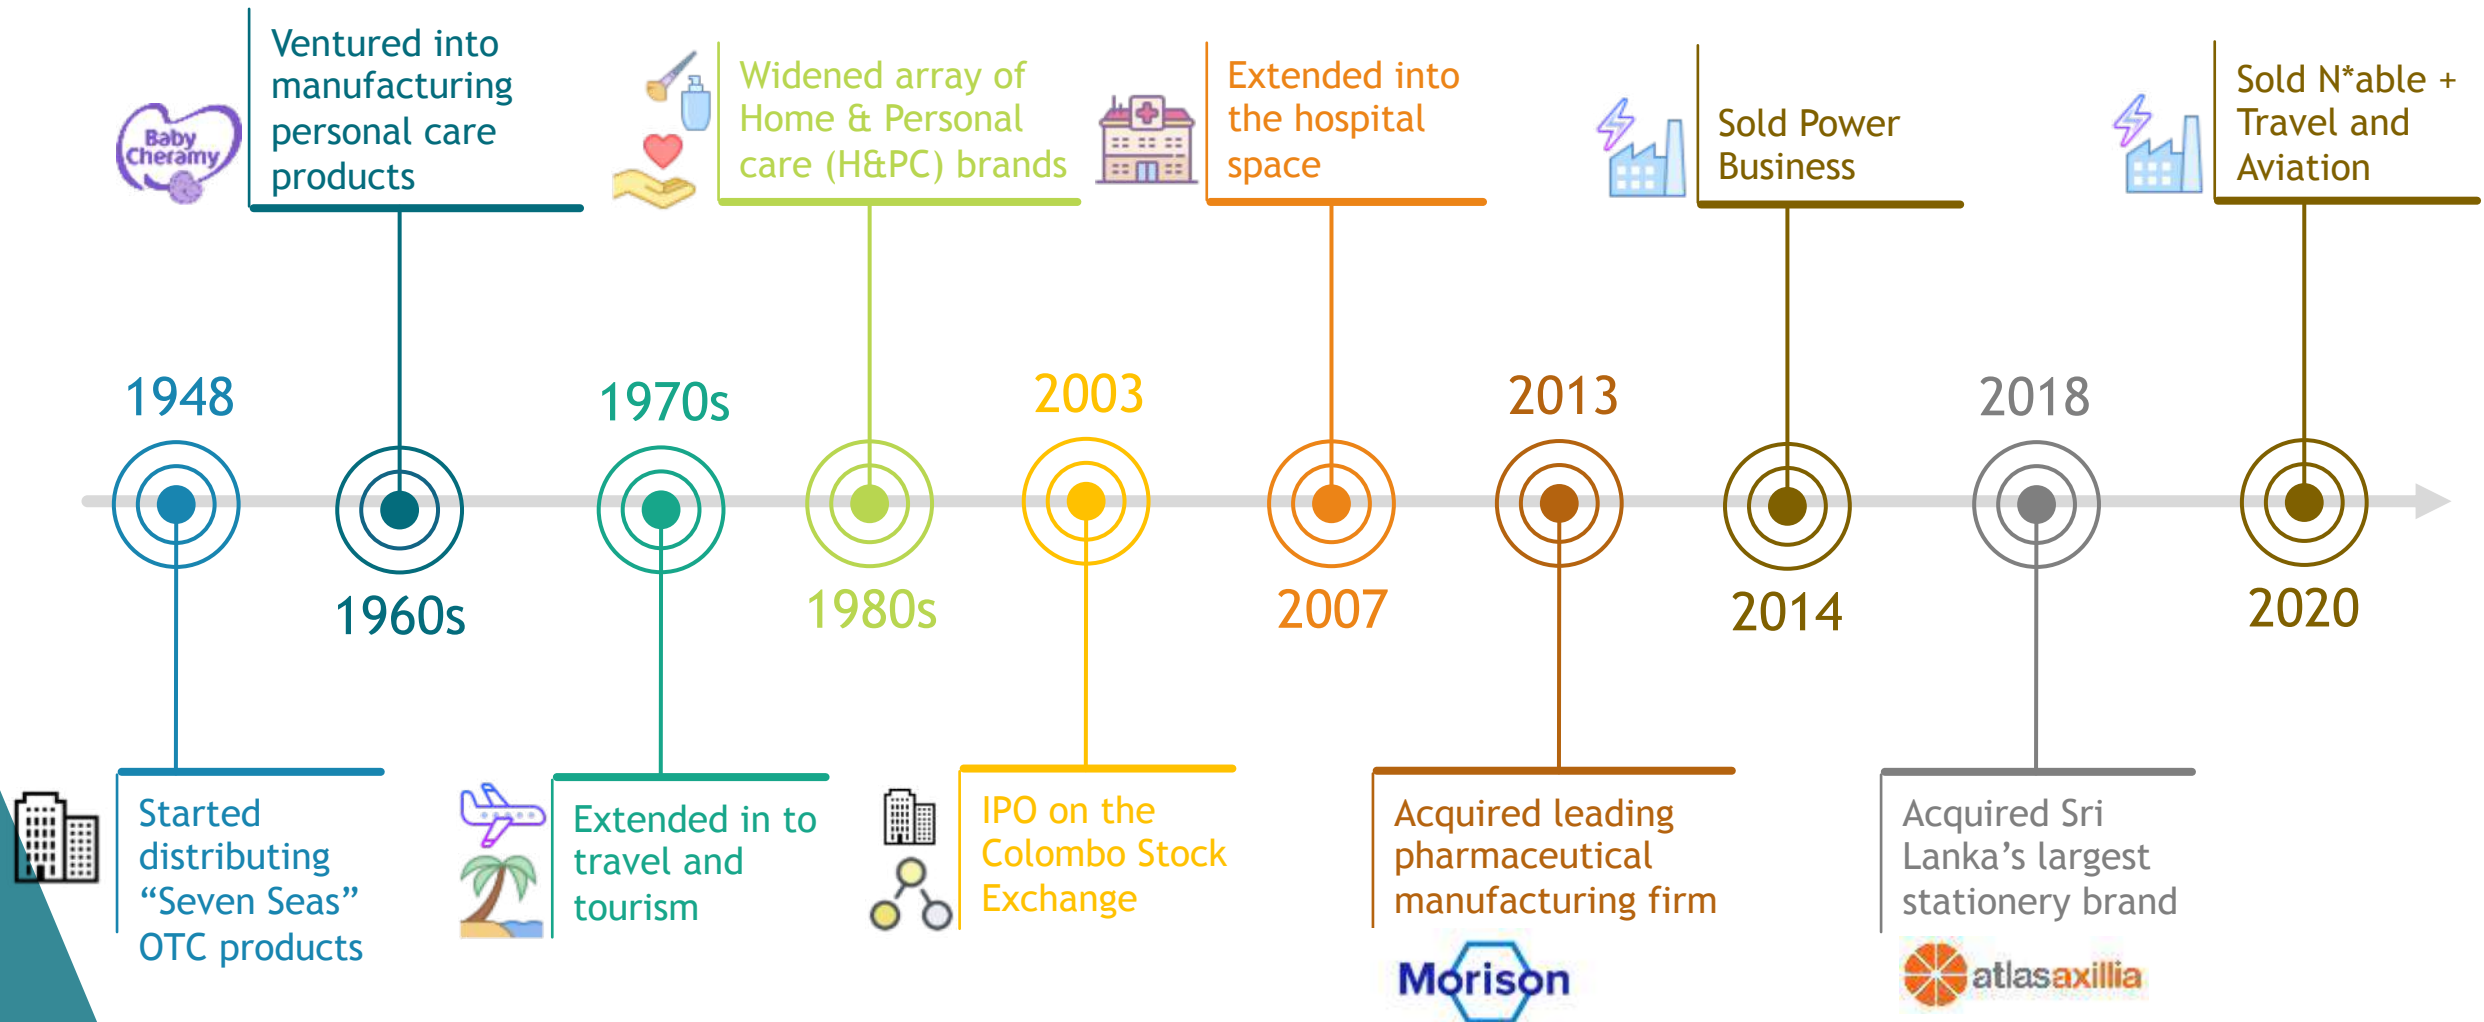 Ventured into
manufacturing
personal care
products
Baby
Cheramy
Widened array of
Home & Personal
care (H&PC) brands
Extended into
the hospital
space
Sold Power
Business
Sold N*able +
Travel and
Aviation
1948
1970s
2003
2013
2018
1960s
1980s
2007
2014
2020
Started
distributing
“Seven Seas”
OTC products
Extended in to
travel and
tourism
IPO on the
Colombo Stock
Exchange
Acquired leading
pharmaceutical
manufacturing firm
Morison
Acquired Sri
Lanka’s largest
stationery brand
atlasaxillia